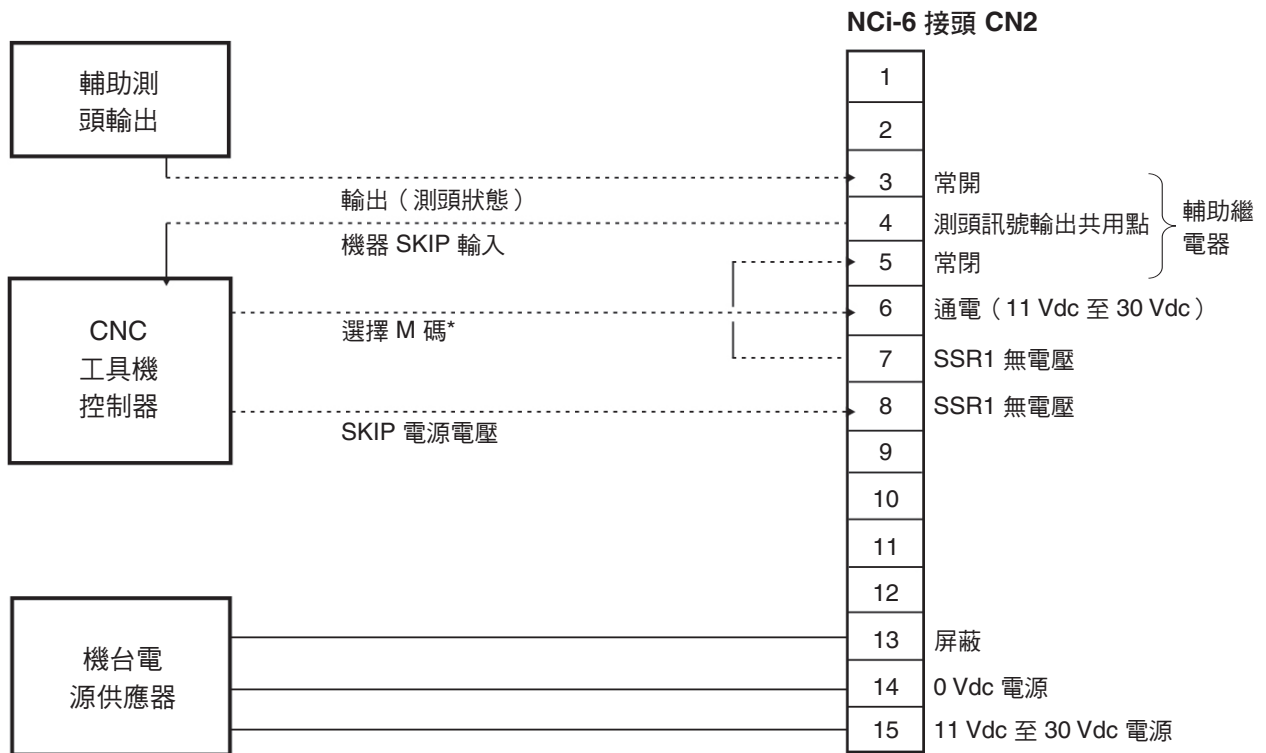 NCi-6 接頭 CN2
輔助測
頭輸出
輸出（測頭狀態）
機器 SKIP 輸入
CNC
工具機
控制器
選擇 M 碼*
SKIP 電源電壓
機台電
源供應器
1
2
3 常開
4 測頭訊號輸出共用點
5 常閉
輔助繼
電器
6 通電（11 Vdc 至 30 Vdc）
7 SSR1 無電壓
8 SSR1 無電壓
9
10
11
12
13 屏蔽
14 0 Vdc 電源
15 11 Vdc 至 30 Vdc 電源